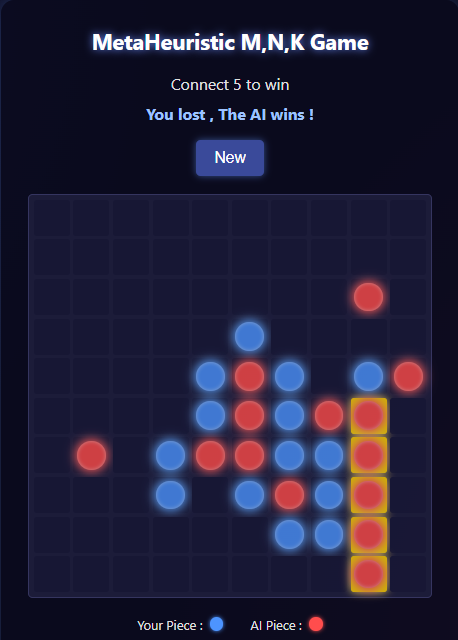 MetaHeuristic M,N,K Game
Connect 5 to win
You lost , The AI wins !
New
Your Piece :
AI Piece :